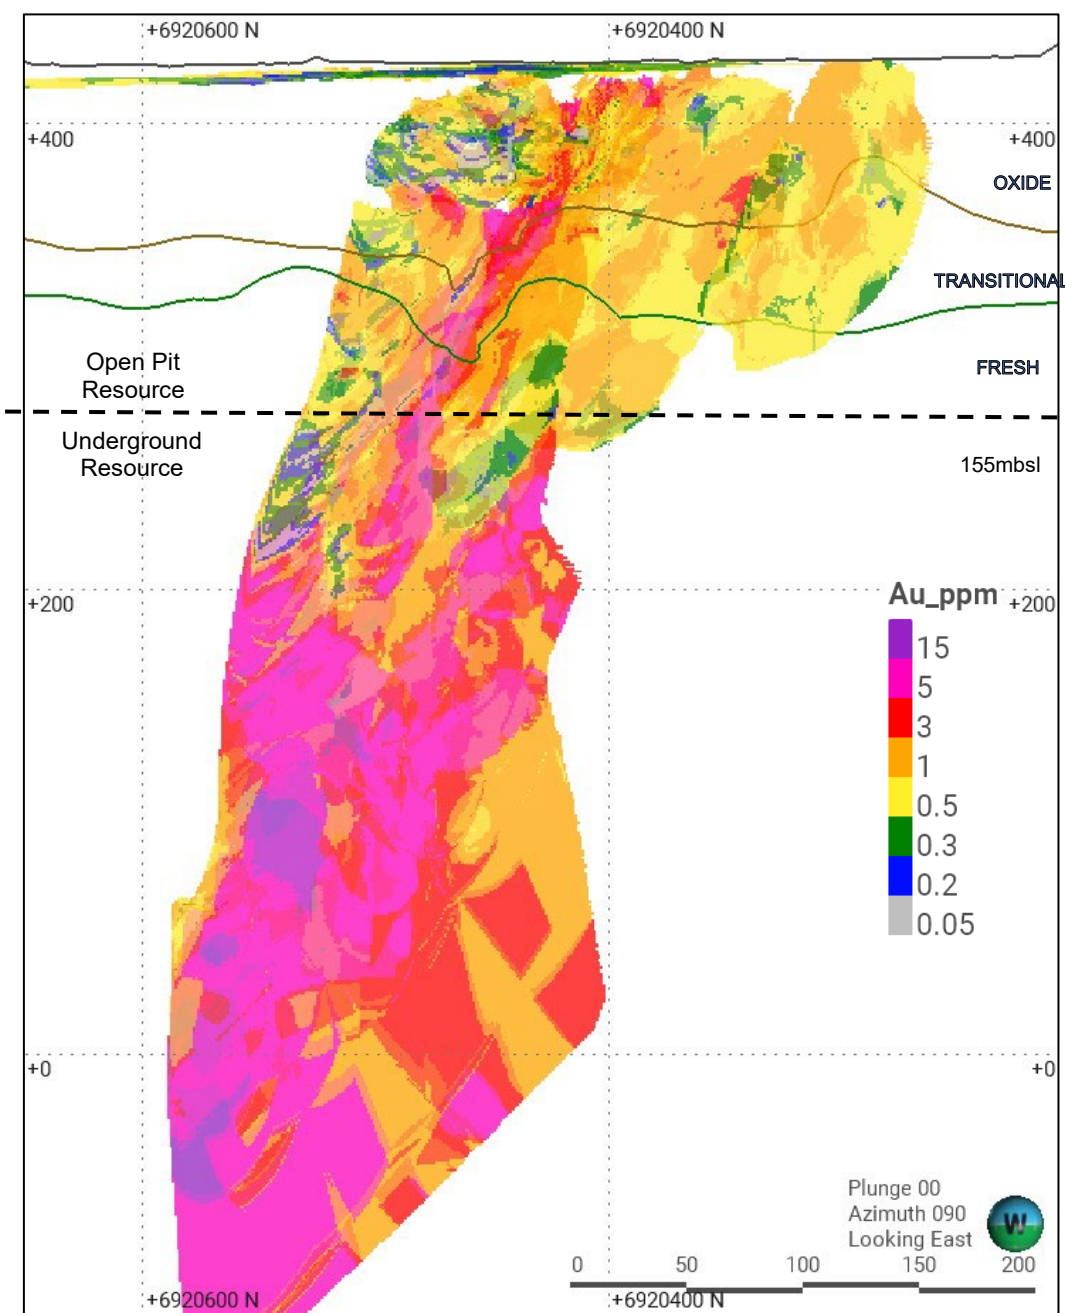 +6920600 N
+6920400 N
+400
+400
OXIDE
TRANSITIONAL
Open Pit
Resource
FRESH
Underground
Resource
155mbsl
Au_ppm
+200
+200
15
5
3
1
0.5
0.3
0.2
0.05
+0
+0
Plunge 00
Azimuth 090
Looking East
W
0
50
100
150
200
+6920600 N
+6920400 N